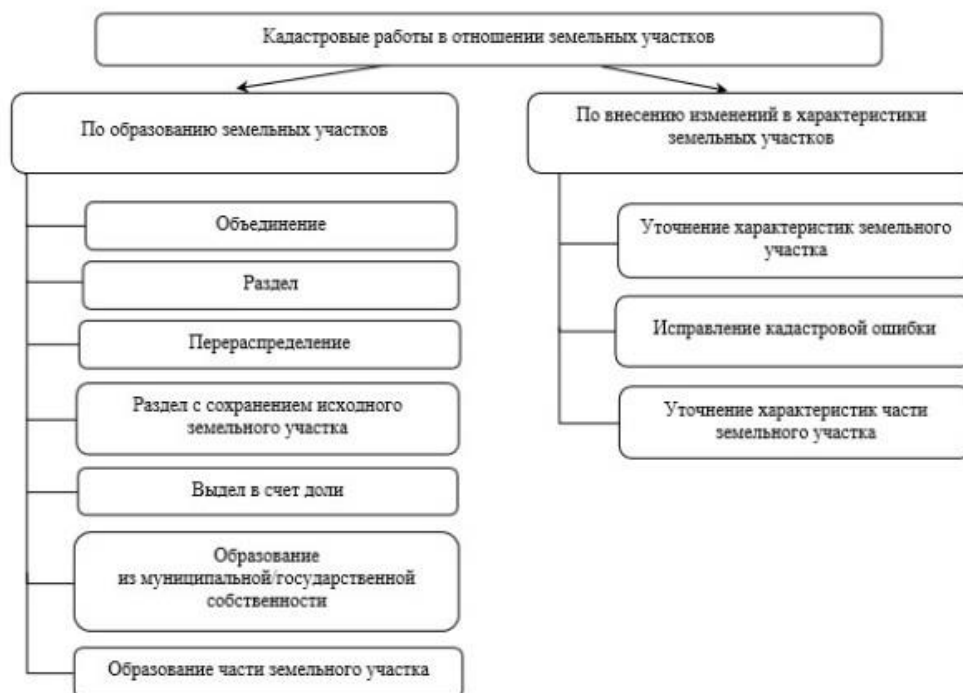 Кадастровые работы в отношении земельных участков
По образованию земельных участков
Объединение
Раздел
Перераспределение
Раздел с сохранением исходного
земельного участка
Выдел в счет доли
Образование
из муниципальной/государственной
собственности
Образование части земельного участка
По внесению изменений в характеристики
земельных участков
Уточнение характеристик земельного
участка
Исправление кадастровой ошибки
Уточнение характеристик части
земельного участка